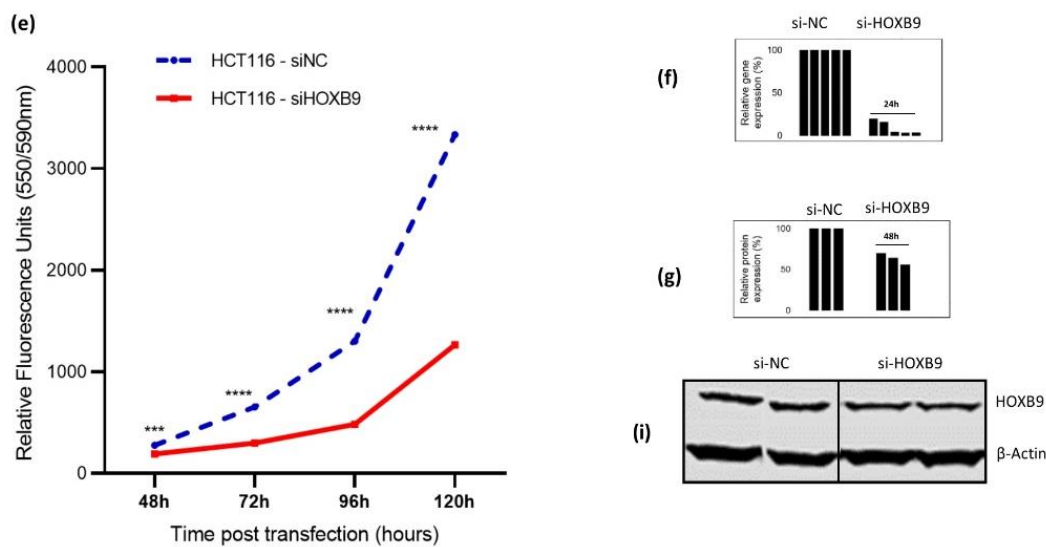 (e)
HCT116 - siNC
HCT116 - siHOXB9
Relative Fluorescence Units (550/590nm)
4000
3000
2000
1000
0
***
****
****
****
48h
72h
96h
120h
Time post transfection (hours)
(f)
si-NC
si-HOXB9
Relative gene
expression (%)
100
50
0
24h
(g)
si-NC
si-HOXB9
Relative protein
expression (%)
100
50
0
48h
(i)
si-NC
si-HOXB9
HOXB9
β-Actin